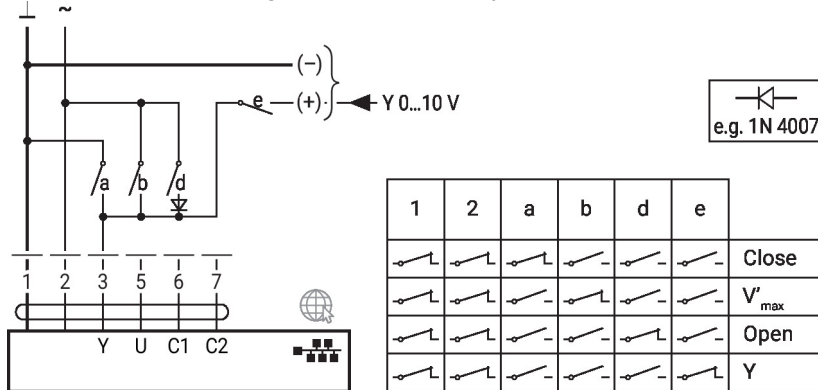 ⊥ ~
(–)
e (+) Y 0...10 V
e.g. 1N 4007
a b d
1 2 a b d e
Close
V'max
Open
Y
1 2 3 5 6 7
Y U C1 C2